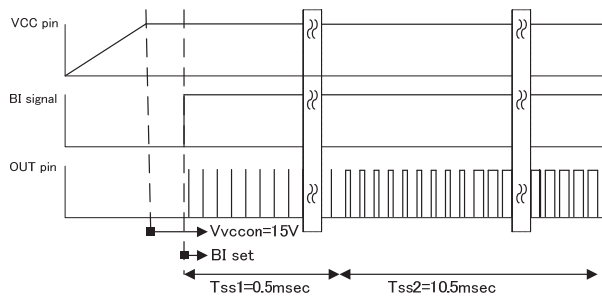 VCC pin
BI signal
OUT pin
Vvccon=15V
BI set
Tss1=0.5msec
Tss2=10.5msec